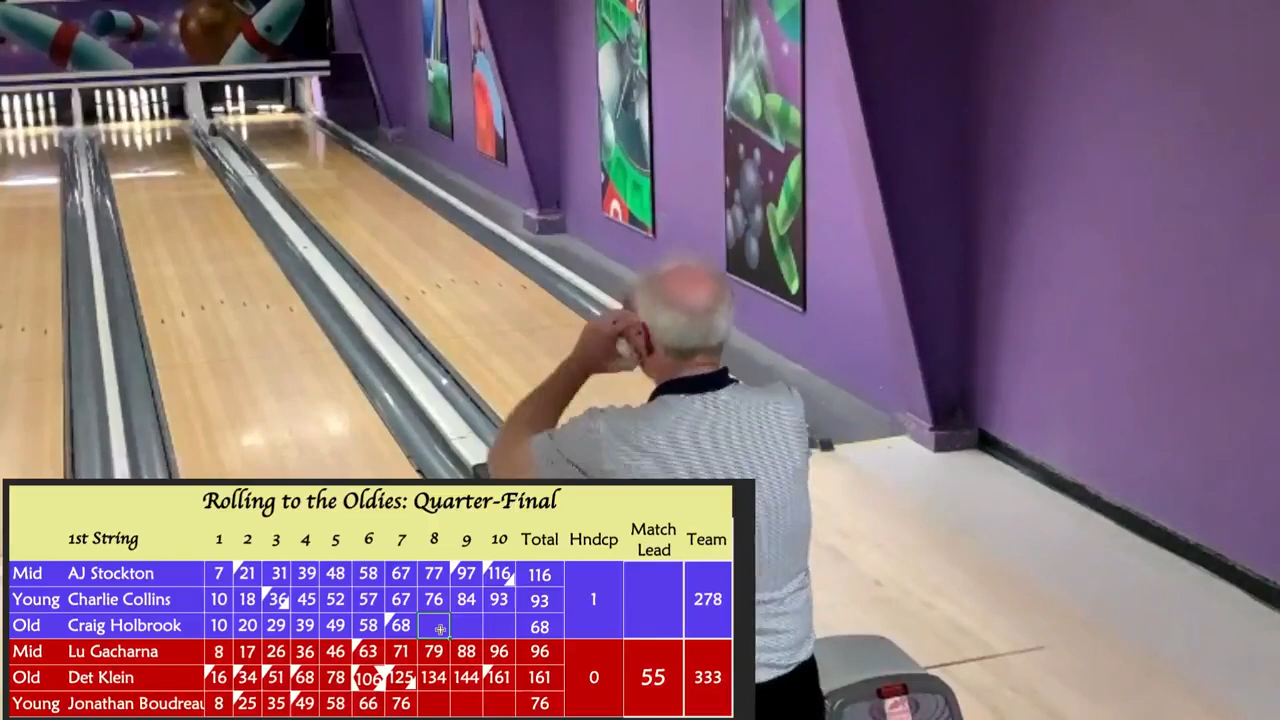 Rolling to the Oldies: Quarter-Final
1st String 1 2 3 4 5 6 7 8 9 10 Total Hndcp Match Lead Team
Mid AJ Stockton 7 21 31 39 48 58 67 77 97 116 116
Young Charlie Collins 10 18 36 45 52 57 67 76 84 93 93 1 278
Old Craig Holbrook 10 20 29 39 49 58 68 68
Mid Lu Gacharna 8 17 26 36 46 63 71 79 88 96 96
Old Det Klein 16 34 51 68 78 106 125 134 144 161 161 0 55 333
Young Jonathan Boudreau 8 25 35 49 58 66 76 76